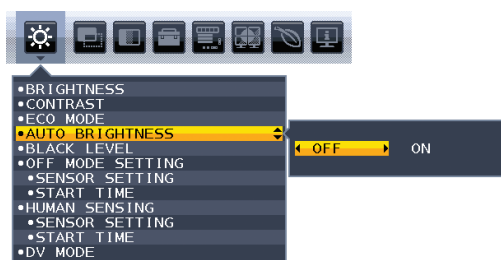 •BRIGHTNESS
•CONTRAST
•ECO MODE
•AUTO BRIGHTNESS
OFF ON
•BLACK LEVEL
•OFF MODE SETTING
•SENSOR SETTING
•START TIME
•HUMAN SENSING
•SENSOR SETTING
•START TIME
•DV MODE